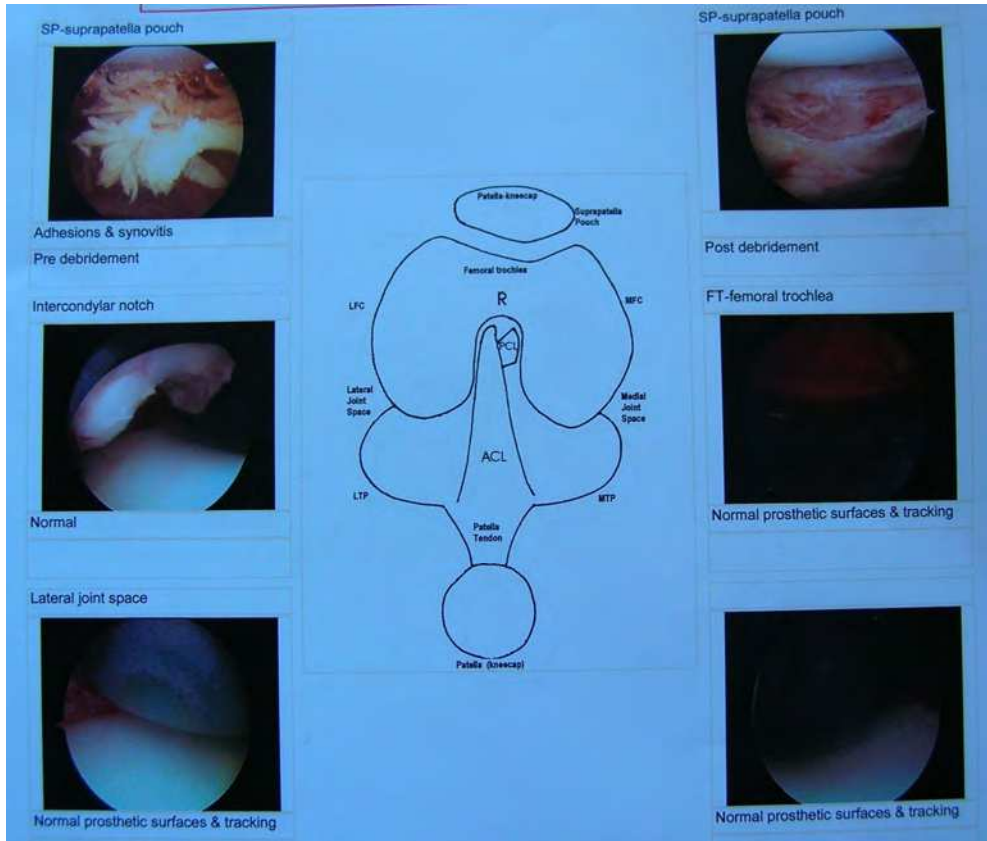 SP-suprapatella pouch
Adhesions & synovitis
Pre debridement
Intercondylar notch
Normal
Lateral joint space
Normal prosthetic surfaces & tracking
Patella-kneecap
Suprapatella
Pouch
Femoral trochlea
R
LFC
MFC
PCL
Lateral
Joint
Space
Medial
Joint
Space
ACL
LTP
MTP
Patella
Tendon
Patella (kneecap)
SP-suprapatella pouch
Post debridement
FT-femoral trochlea
Normal prosthetic surfaces & tracking
Normal prosthetic surfaces & tracking